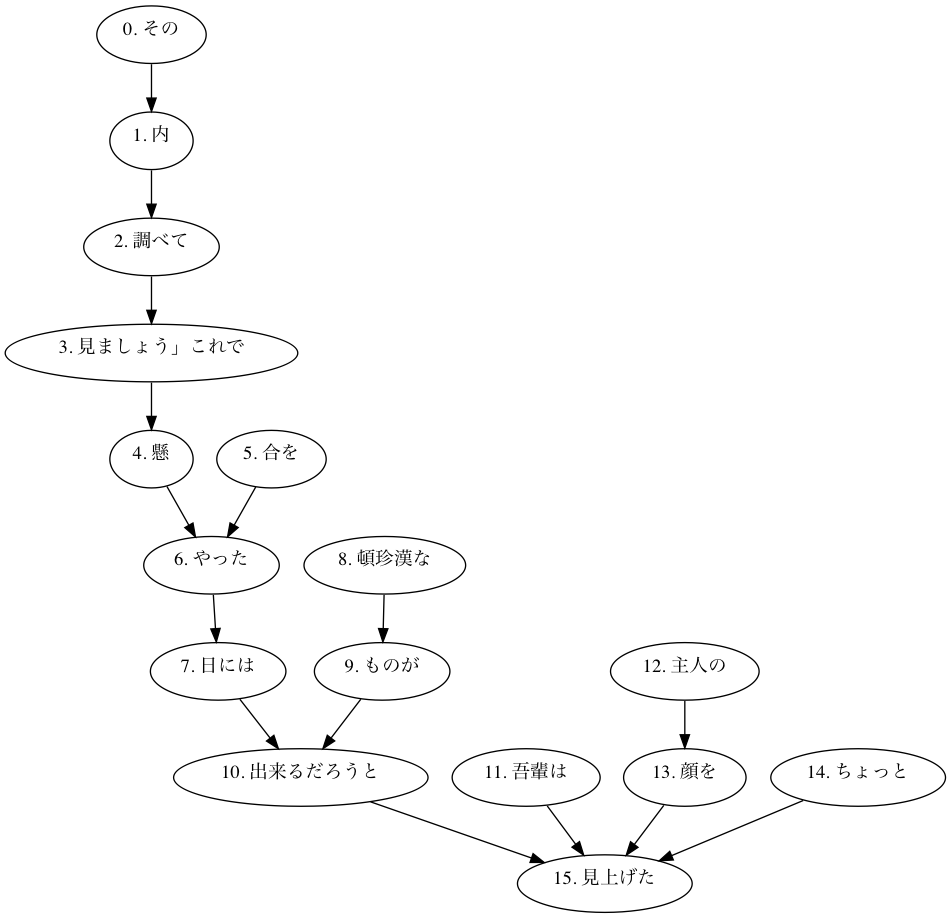 0. その
1. 内
2. 調べて
3. 見ましょう」これで
4. 懸
5. 合を
6. やった
8. 頓珍漢な
7. 日には
9. ものが
12. 主人の
10. 出来るだろうと
11. 吾輩は
13. 顔を
14. ちょっと
15. 見上げた